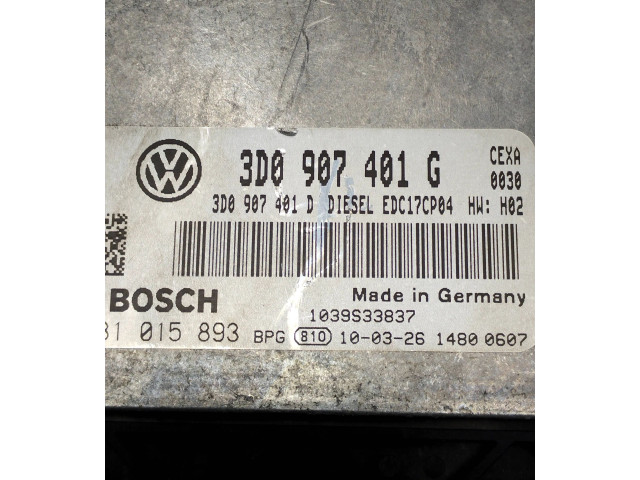 3D0 907 401 G CEXA
0030
3D0 907 401 D DIESEL EDC17CP04 HW: H02
BOSCH Made in Germany
1039S33837
015 893 BPG 810 10-03-26 1480 0607